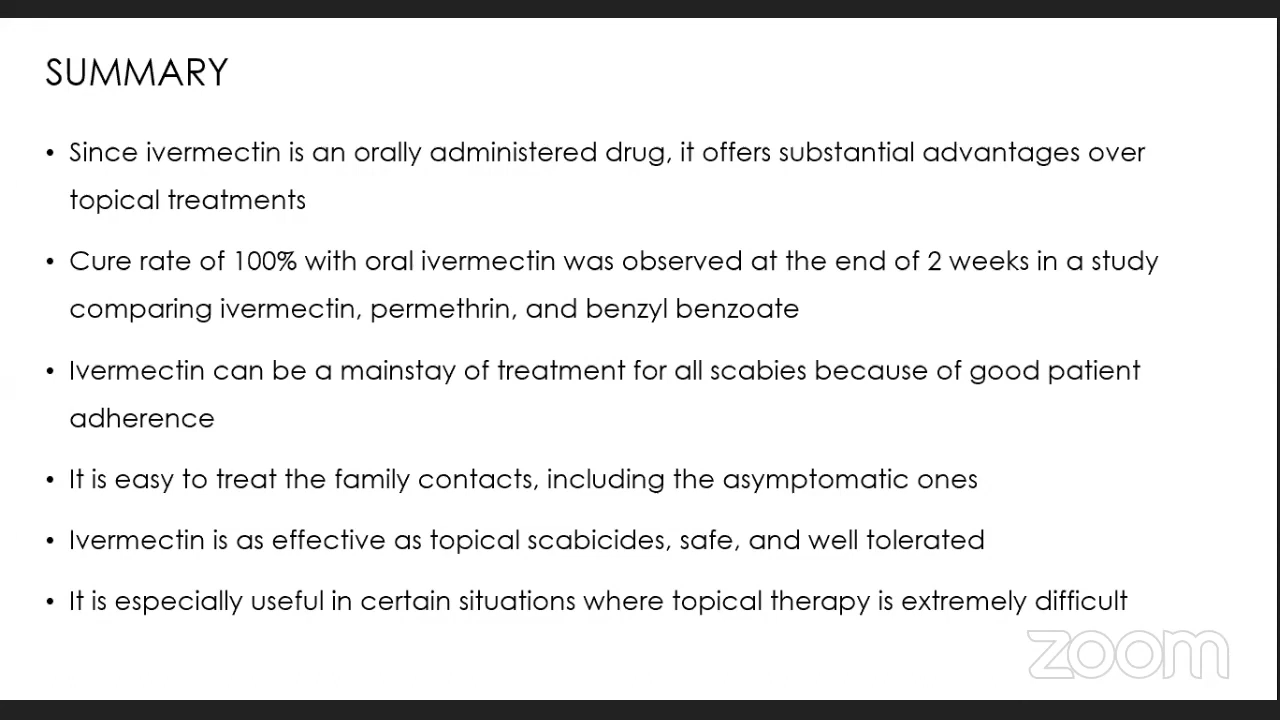 SUMMARY
• Since ivermectin is an orally administered drug, it offers substantial advantages over
topical treatments
• Cure rate of 100% with oral ivermectin was observed at the end of 2 weeks in a study
comparing ivermectin, permethrin, and benzyl benzoate
• Ivermectin can be a mainstay of treatment for all scabies because of good patient
adherence
• It is easy to treat the family contacts, including the asymptomatic ones
• Ivermectin is as effective as topical scabicides, safe, and well tolerated
• It is especially useful in certain situations where topical therapy is extremely difficult
zoom